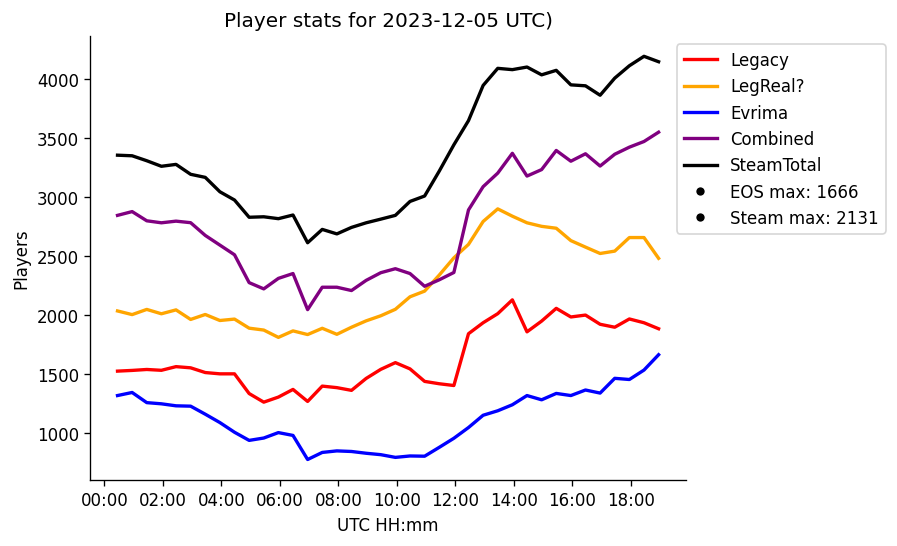 Player stats for 2023-12-05 UTC)
Players
4000
3500
3000
2500
2000
1500
1000
00:00 02:00 04:00 06:00 08:00 10:00 12:00 14:00 16:00 18:00
UTC HH:mm
Legacy
LegReal?
Evrima
Combined
SteamTotal
EOS max: 1666
Steam max: 2131